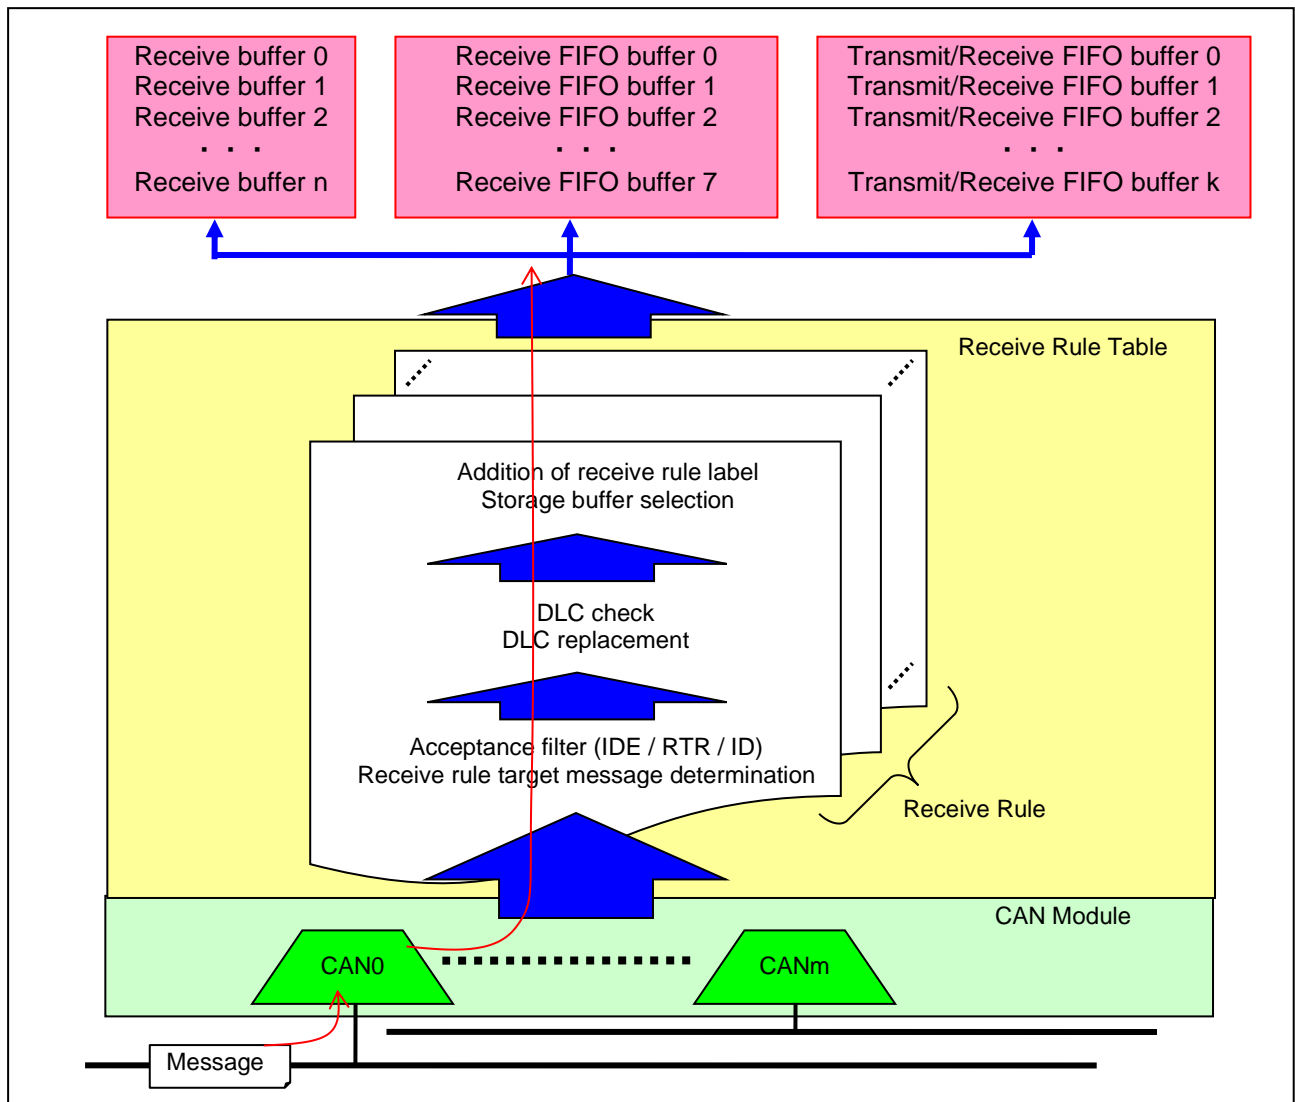 Receive buffer 0
Receive buffer 1
Receive buffer 2
. . .
Receive buffer n
Receive FIFO buffer 0
Receive FIFO buffer 1
Receive FIFO buffer 2
. . .
Receive FIFO buffer 7
Transmit/Receive FIFO buffer 0
Transmit/Receive FIFO buffer 1
Transmit/Receive FIFO buffer 2
. . .
Transmit/Receive FIFO buffer k
Receive Rule Table
Addition of receive rule label
Storage buffer selection
DLC check
DLC replacement
Acceptance filter (IDE / RTR / ID)
Receive rule target message determination
Receive Rule
CAN Module
CAN0
CANm
Message